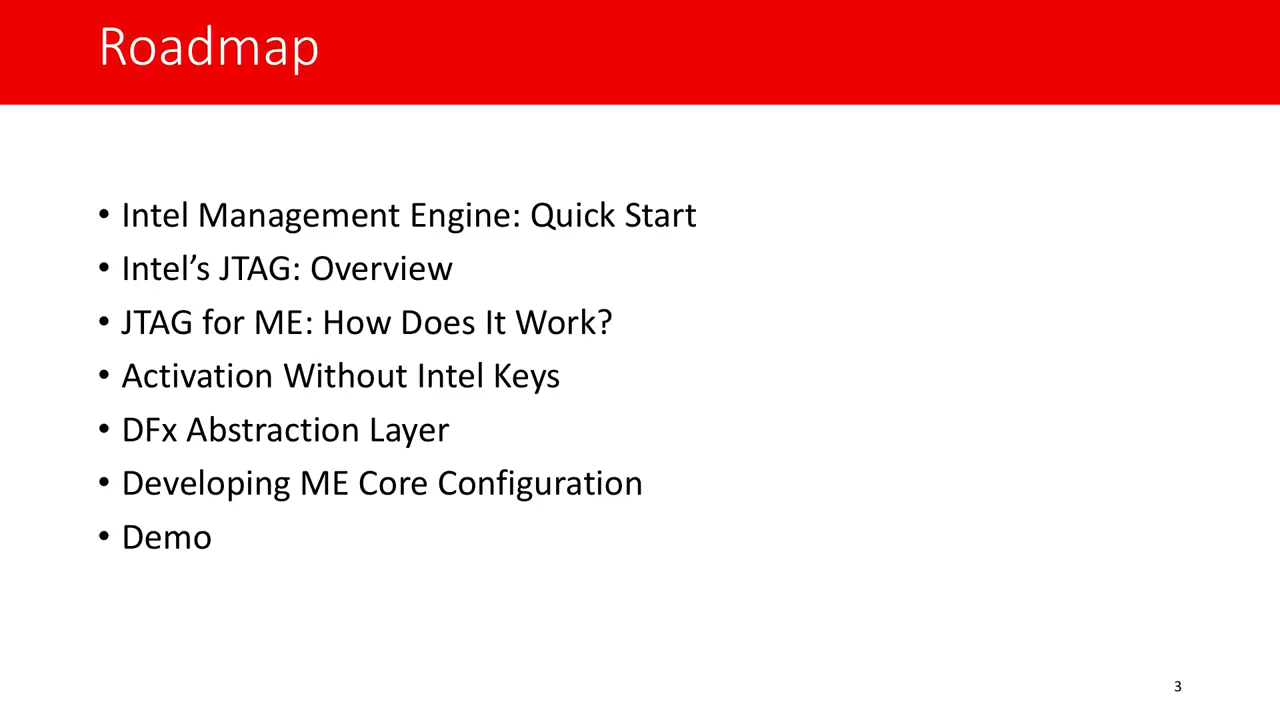 Roadmap
• Intel Management Engine: Quick Start
• Intel’s JTAG: Overview
• JTAG for ME: How Does It Work?
• Activation Without Intel Keys
• DFx Abstraction Layer
• Developing ME Core Configuration
• Demo
3